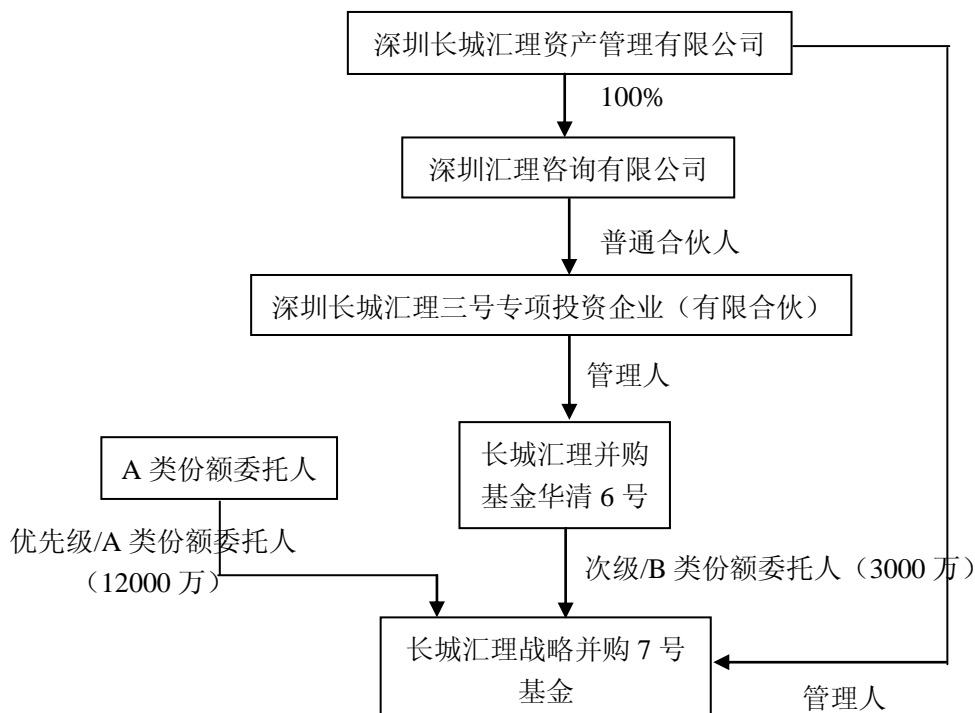 深圳长城汇理资产管理有限公司
100%
深圳汇理咨询有限公司
普通合伙人
深圳长城汇理三号专项投资企业（有限合伙）
管理人
A 类份额委托人
长城汇理并购
基金华清 6 号
优先级/A 类份额委托人
（12000 万）
次级/B 类份额委托人（3000 万）
长城汇理战略并购 7 号
基金
管理人